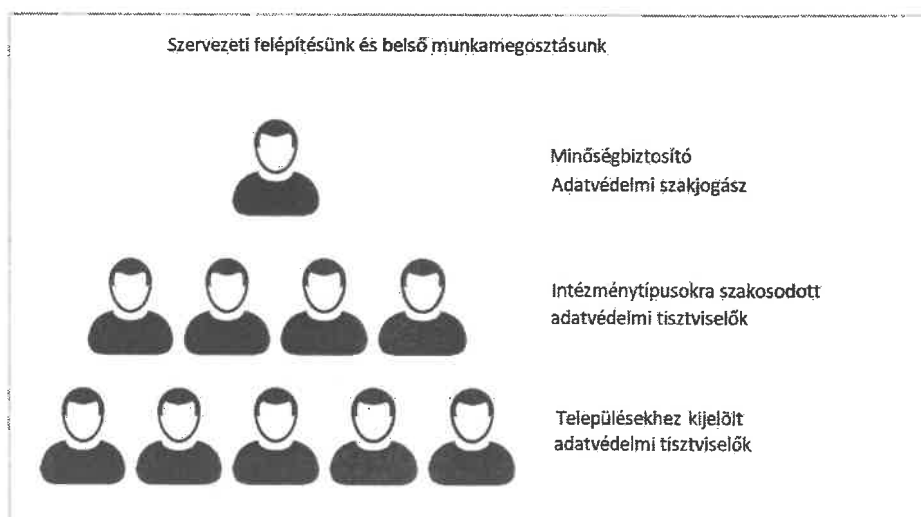 Szervezeti felépítésünk és belső munkamegosztásunk
Minőségbiztosító
Adatvédelmi szakjogász
Intézménytípusokra szakosodott
adatvédelmi tisztviselők
Településekhez kijelölt
adatvédelmi tisztviselők